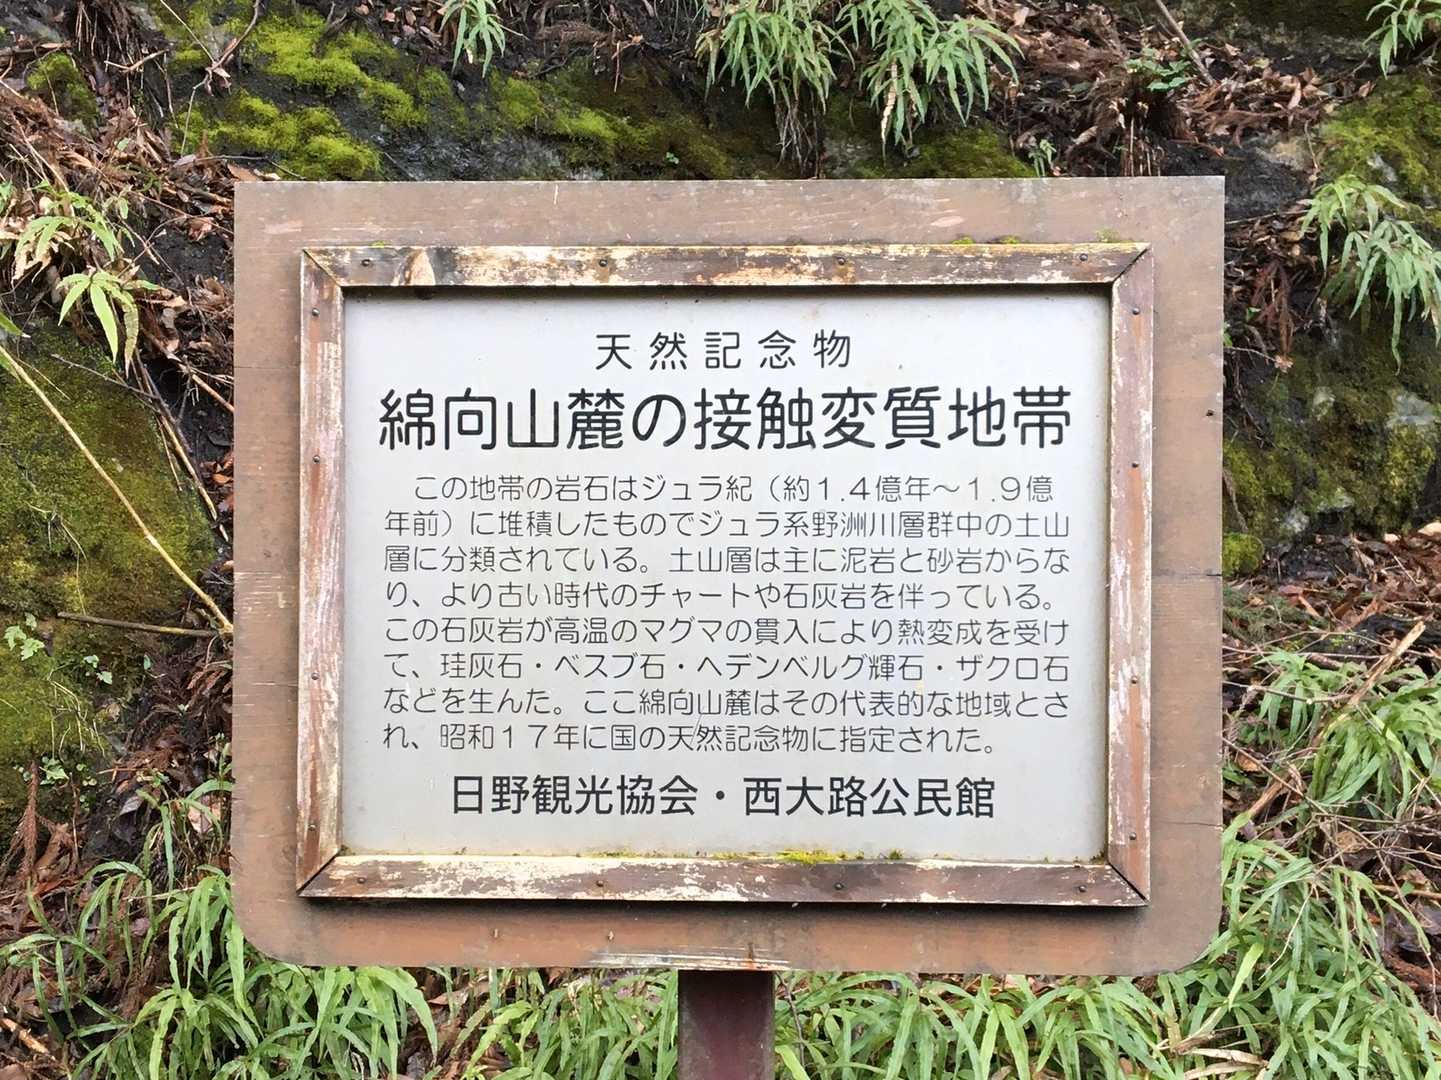 天然記念物
綿向山麓の接触変質地帯
この地帯の岩石はジュラ紀（約１.４億年～１.９億
年前）に堆積したものでジュラ系野洲川層群中の土山
層に分類されている。土山層は主に泥岩と砂岩からな
り、より古い時代のチャートや石灰岩を伴っている。
この石灰岩が高温のマグマの貫入により熱変成を受け
て、珪灰石・ベスブ石・ヘデンベルグ輝石・ザクロ石
などを生んだ。ここ綿向山麓はその代表的な地域とさ
れ、昭和１７年に国の天然記念物に指定された。
日野観光協会・西大路公民館